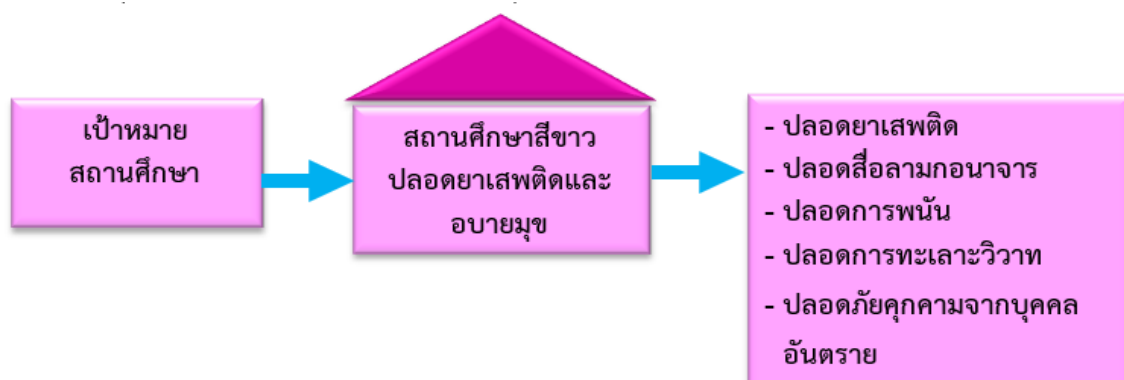 เป้าหมาย
สถานศึกษา
สถานศึกษาสีขาว
ปลอดยาเสพติดและ
อบายมุข
- ปลอดยาเสพติด
- ปลอดสื่อลามกอนาจาร
- ปลอดการพนัน
- ปลอดการทะเลาะวิวาท
- ปลอดภัยคุกคามจากบุคคล
อันตราย